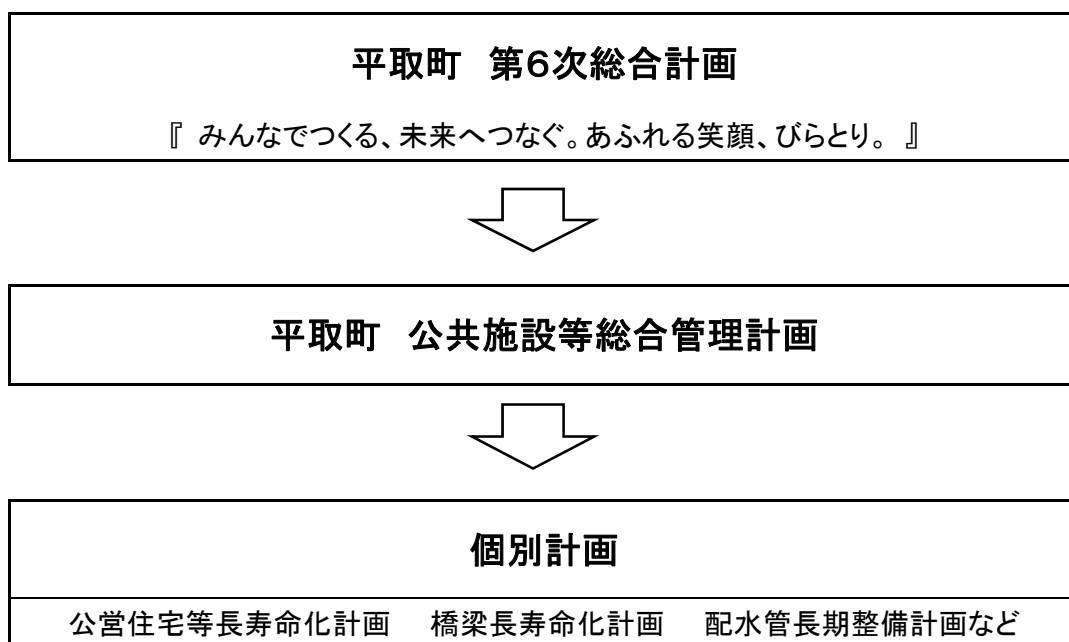 平取町　第６次総合計画
『 みんなでつくる、未来へつなぐ。あふれる笑顔、びらとり。 』
平取町　公共施設等総合管理計画
個別計画
公営住宅等長寿命化計画　橋梁長寿命化計画　配水管長期整備計画など